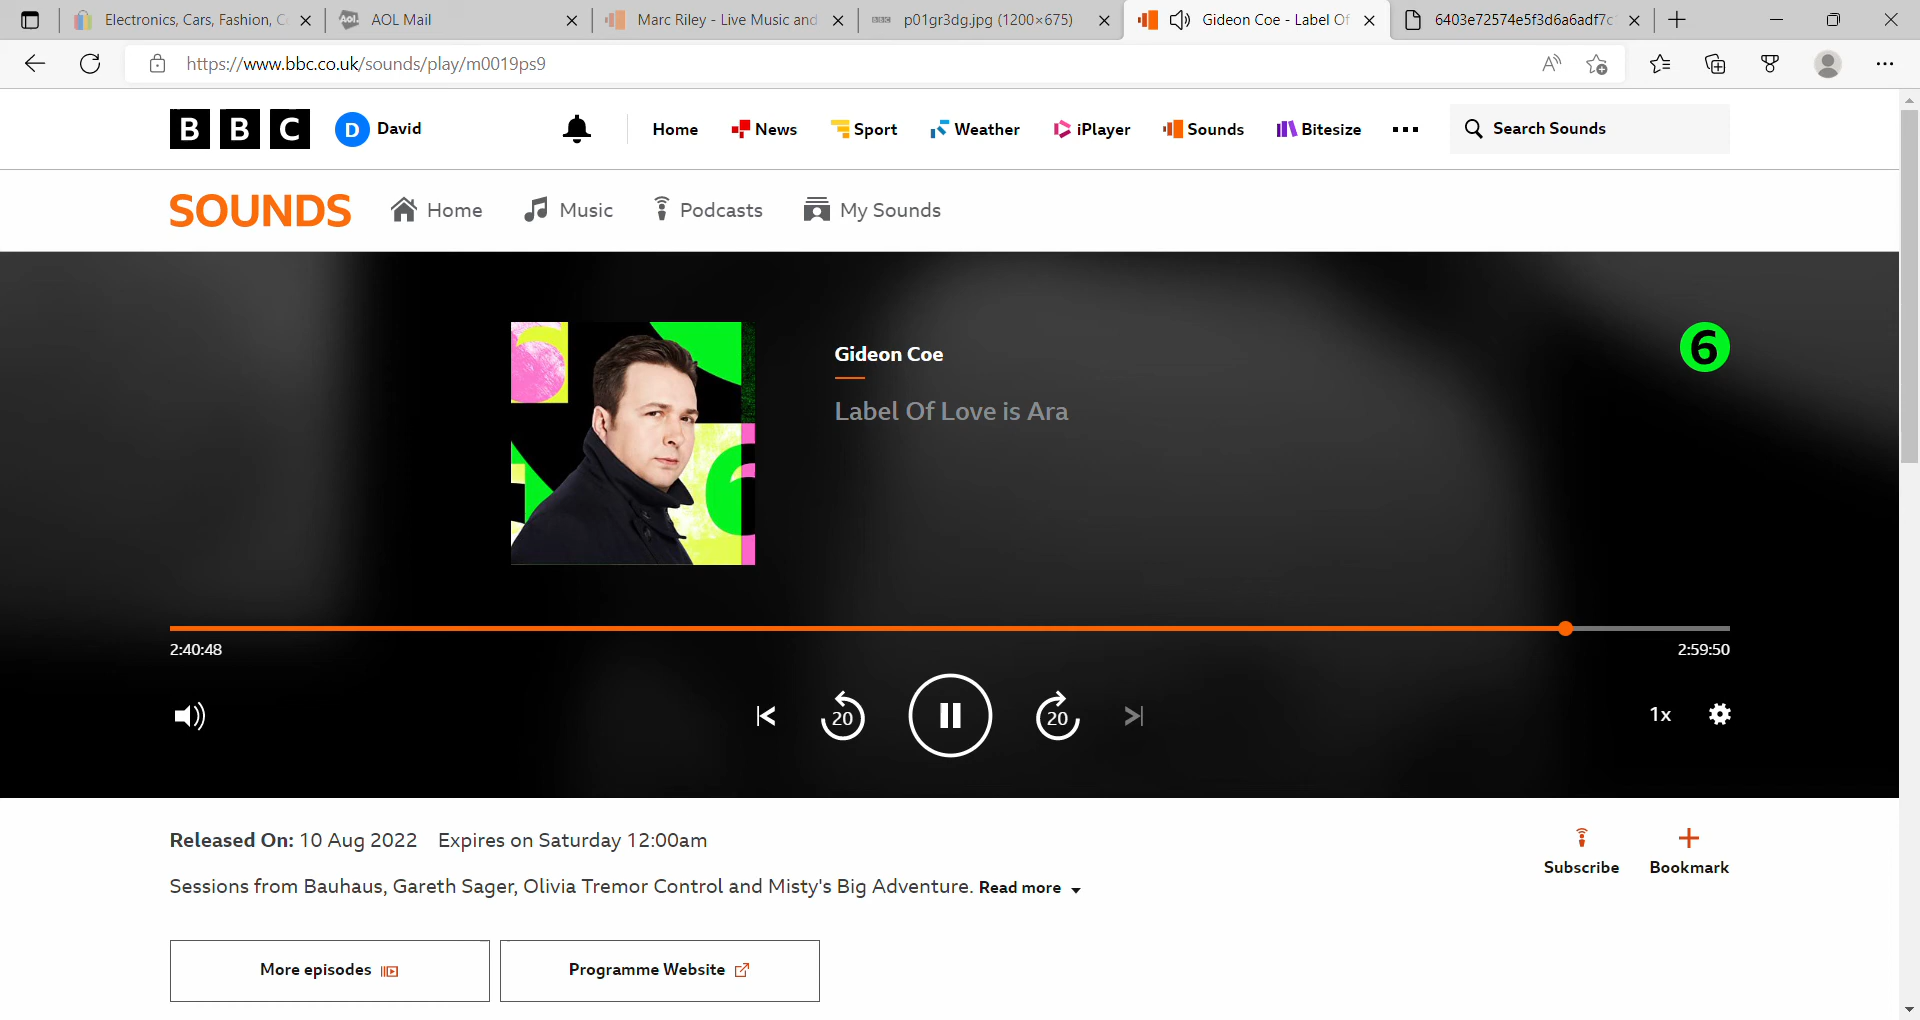 Electronics, Cars, Fashion, C
AOL Mail
Marc Riley - Live Music and
p01gr3dg.jpg (1200×675)
Gideon Coe - Label Of
6403e72574e5f3d6a6adf7c
https://www.bbc.co.uk/sounds/play/m0019ps9
BBC
D David
Home
News
Sport
Weather
iPlayer
Sounds
Bitesize
Search Sounds
SOUNDS
Home
Music
Podcasts
My Sounds
Gideon Coe
6
Label Of Love is Ara
2:40:48
2:59:50
20
20
1x
Released On: 10 Aug 2022 Expires on Saturday 12:00am
Sessions from Bauhaus, Gareth Sager, Olivia Tremor Control and Misty's Big Adventure. Read more
Subscribe
Bookmark
More episodes
Programme Website